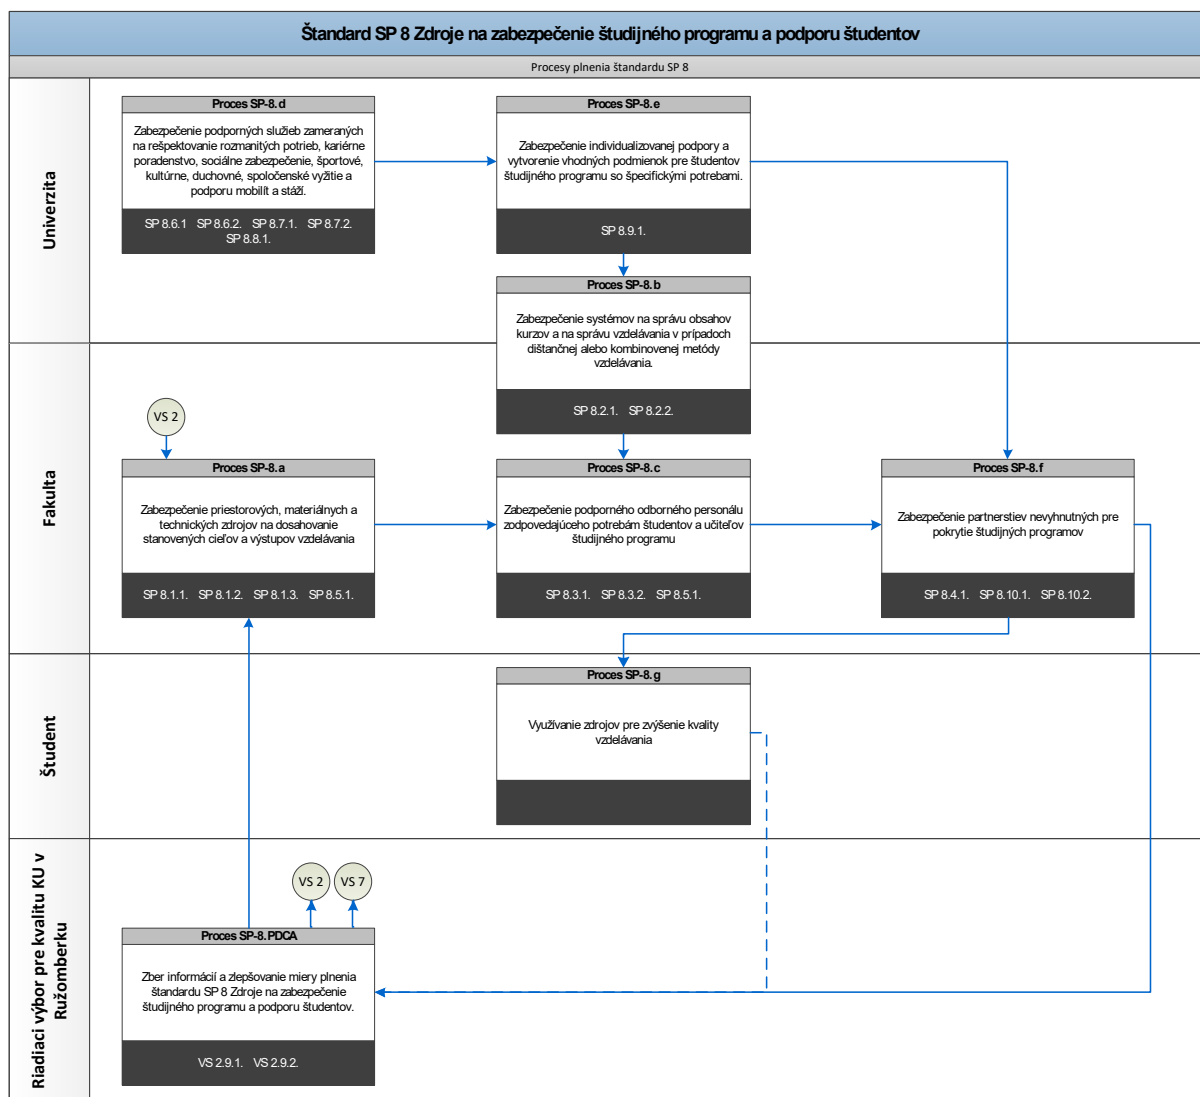 Štandard SP 8 Zdroje na zabezpečenie študijného programu a podporu študentov
Procesy plnenia štandardu SP 8
Univerzita
Proces SP-8.d
Zabezpečenie podporných služieb zameraných
na rešpektovanie rozmanitých potrieb, kariérne
poradenstvo, sociálne zabezpečenie, športové,
kultúrne, duchovné, spoločenské vyžitie a
podporu mobilít a stáží.
SP 8.6.1 SP 8.6.2. SP 8.7.1. SP 8.7.2.
SP 8.8.1.
Proces SP-8.e
Zabezpečenie individualizovanej podpory a
vytvorenie vhodných podmienok pre študentov
študijného programu so špecifickými potrebami.
SP 8.9.1.
Proces SP-8.b
Zabezpečenie systémov na správu obsahov
kurzov a na správu vzdelávania v prípadoch
dištančnej alebo kombinovenej metódy
vzdelávania.
SP 8.2.1. SP 8.2.2.
Fakulta
VS 2
Proces SP-8.a
Zabezpečenie priestorových, materiálnych a
technických zdrojov na dosahovanie
stanovených cieľov a výstupov vzdelávania
SP 8.1.1. SP 8.1.2. SP 8.1.3. SP 8.5.1.
Proces SP-8.c
Zabezpečenie podporného odborného personálu
zodpovedajúceho potrebám študentov a učiteľov
študijného programu
SP 8.3.1. SP 8.3.2. SP 8.5.1.
Proces SP-8.f
Zabezpečenie partnerstiev nevyhnutných pre
pokrytie študijných programov
SP 8.4.1. SP 8.10.1. SP 8.10.2.
Študent
Proces SP-8.g
Využívanie zdrojov pre zvýšenie kvality
vzdelávania
Riadiaci výbor pre kvalitu KU v
Ružomberku
VS 2
VS 7
Proces SP-8.PDCA
Zber informácií a zlepšovanie miery plnenia
štandardu SP 8 Zdroje na zabezpečenie
študijného programu a podporu študentov.
VS 2.9.1. VS 2.9.2.